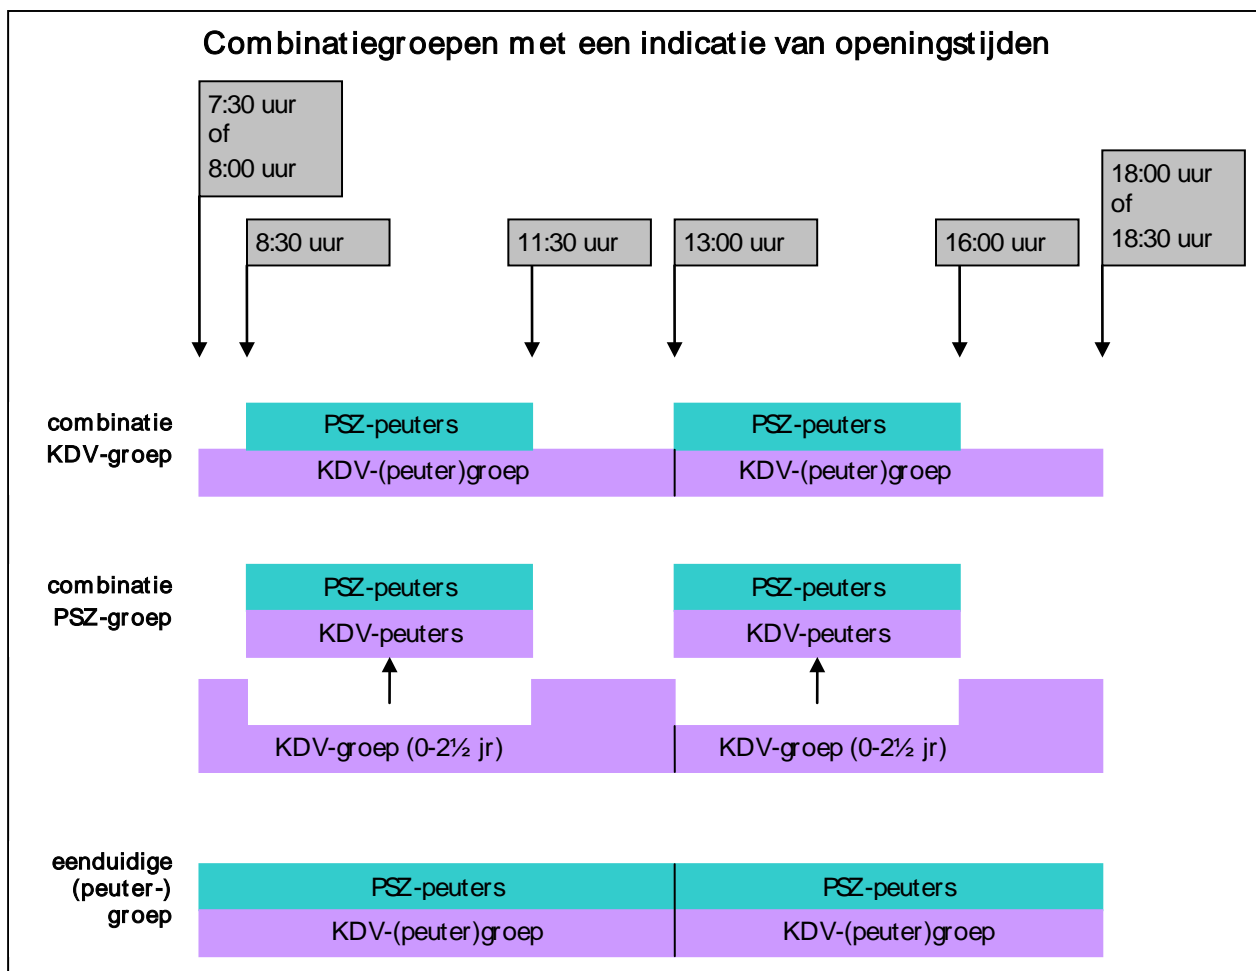 Combinatiegroepen met een indicatie van openingstijden
7:30 uur
of
8:00 uur
18:00 uur
of
18:30 uur
8:30 uur
11:30 uur
13:00 uur
16:00 uur
combinatie
KDV-groep
PSZ-peuters
PSZ-peuters
KDV-(peuter)groep
KDV-(peuter)groep
combinatie
PSZ-groep
PSZ-peuters
PSZ-peuters
KDV-peuters
KDV-peuters
KDV-groep (0-2½ jr)
KDV-groep (0-2½ jr)
eenduidige
(peuter-)
groep
PSZ-peuters
PSZ-peuters
KDV-(peuter)groep
KDV-(peuter)groep